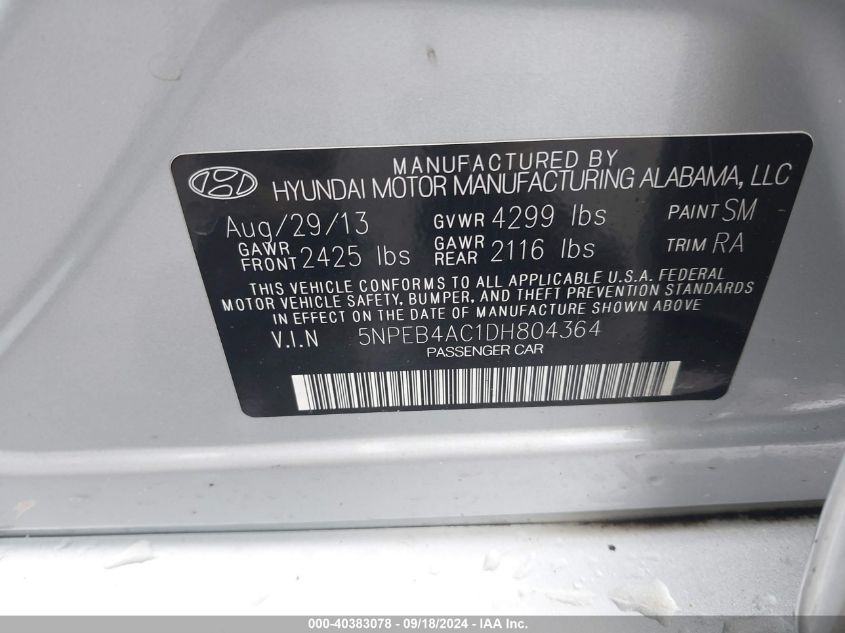 MANUFACTURED BY
HYUNDAI MOTOR MANUFACTURING ALABAMA, LLC
Aug/29/13 GVWR 4299 lbs PAINT SM
GAWR FRONT 2425 lbs GAWR REAR 2116 lbs TRIM RA
THIS VEHICLE CONFORMS TO ALL APPLICABLE U.S.A. FEDERAL
MOTOR VEHICLE SAFETY, BUMPER, AND THEFT PREVENTION STANDARDS
IN EFFECT ON THE DATE OF MANUFACTURE SHOWN ABOVE
V.I.N 5NPEB4AC1DH804364
PASSENGER CAR
000-40383078 - 09/18/2024 - IAA, Inc.